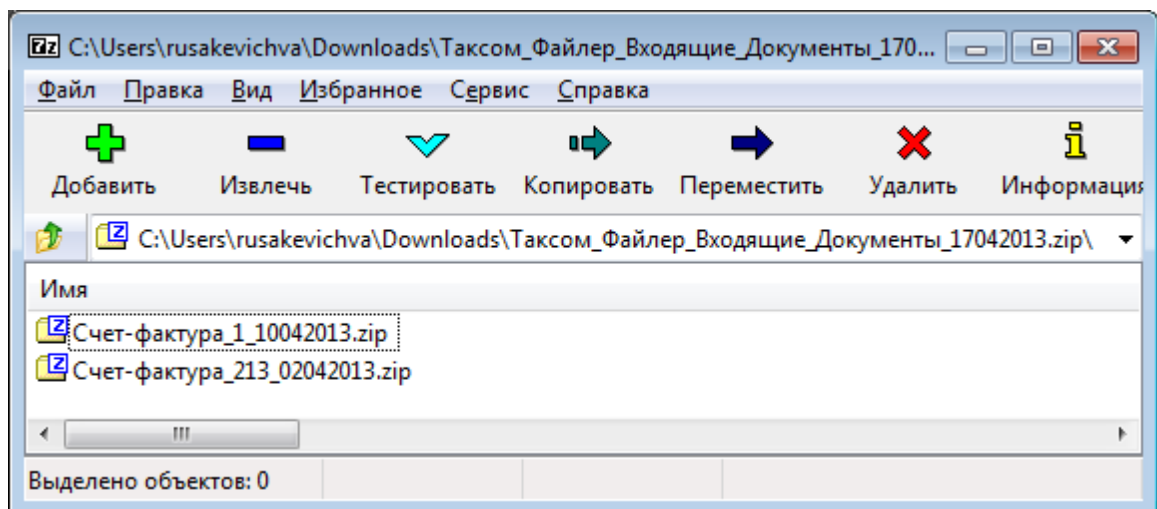 7z C:\Users\rusakevichva\Downloads\Таксом_Файлер_Входящие_Документы_170...
Файл Правка Вид Избранное Сервис Справка
Добавить Извлечь Тестировать Копировать Переместить Удалить Информация
C:\Users\rusakevichva\Downloads\Таксом_Файлер_Входящие_Документы_17042013.zip\
Имя
Счет-фактура_1_10042013.zip
Счет-фактура_213_02042013.zip
Выделено объектов: 0